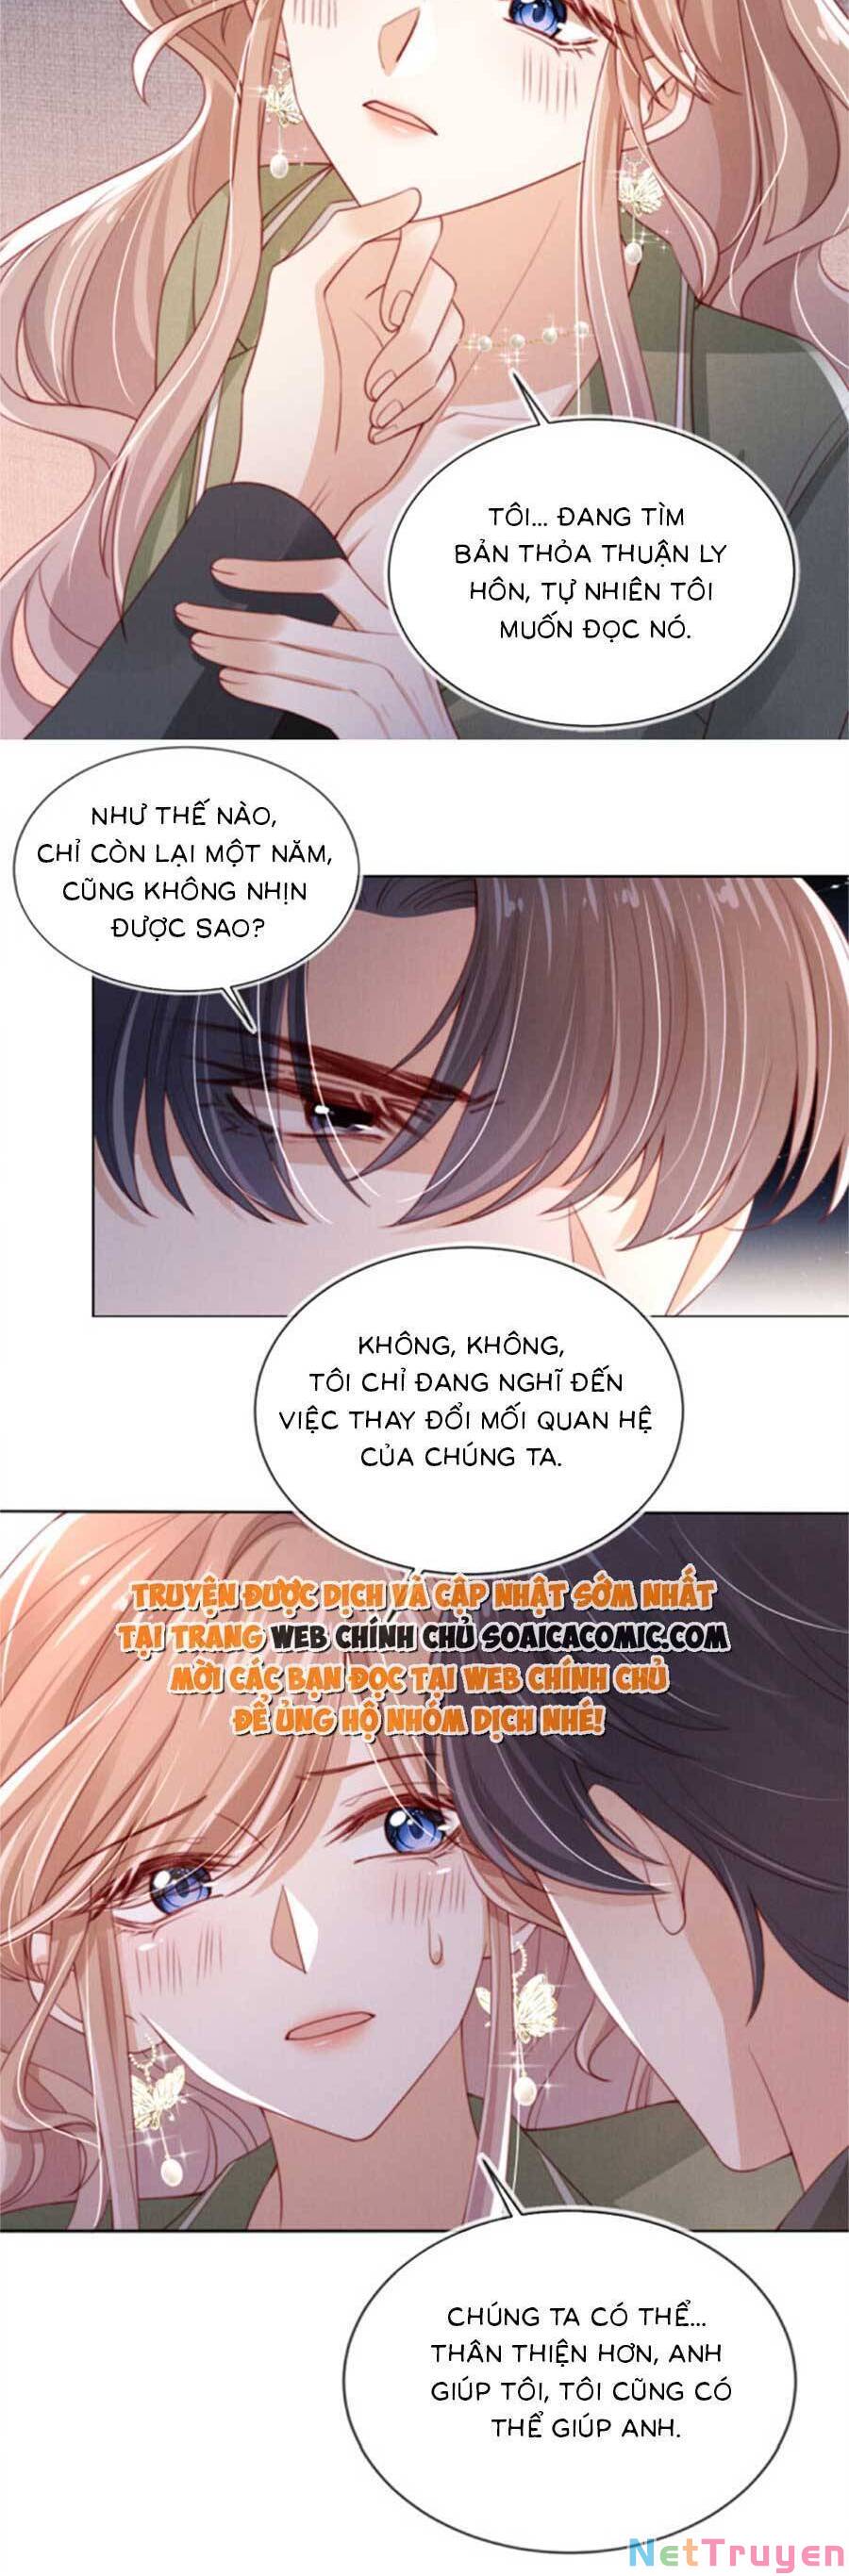 TÔI... ĐANG TÌM
BẢN THỎA THUẬN LY
HÔN, TỰ NHIÊN TÔI
MUỐN ĐỌC NÓ.
NHƯ THẾ NÀO,
CHỈ CÒN LẠI MỘT NĂM,
CŨNG KHÔNG NHỊN
ĐƯỢC SAO?
KHÔNG, KHÔNG,
TÔI CHỈ ĐANG NGHĨ ĐẾN
VIỆC THAY ĐỔI MỐI QUAN HỆ
CỦA CHÚNG TA.
TRUYỆN ĐƯỢC DỊCH VÀ CẬP NHẬT SỚM NHẤT
TẠI TRANG WEB CHÍNH CHỦ SOAICACOMIC.COM
MỜI CÁC BẠN ĐỌC TẠI WEB CHÍNH CHỦ
ĐỂ ỦNG HỘ NHÓM DỊCH NHÉ!
CHÚNG TA CÓ THỂ...
THÂN THIỆN HƠN, ANH
GIÚP TÔI, TÔI CŨNG CÓ
THỂ GIÚP ANH.
NetTruyen